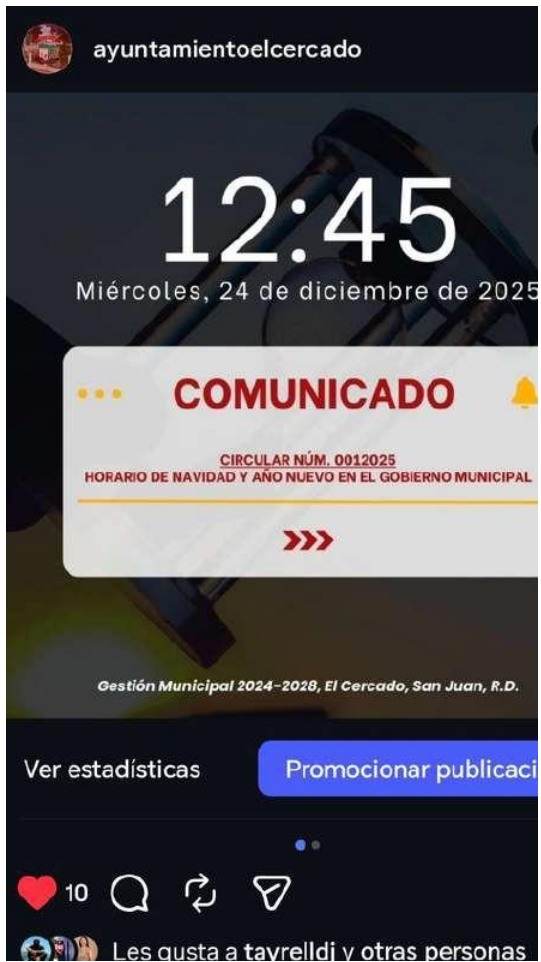 ayuntamientoelcercado
12:45
Miércoles, 24 de diciembre de 2025
COMUNICADO
CIRCULAR NÚM. 0012025
HORARIO DE NAVIDAD Y AÑO NUEVO EN EL GOBIERNO MUNICIPAL
Gestión Municipal 2024-2028, El Cercado, San Juan, R.D.
Ver estadísticas
Promocionar publicaci
10
Les gusta a tayrelldj y otras personas